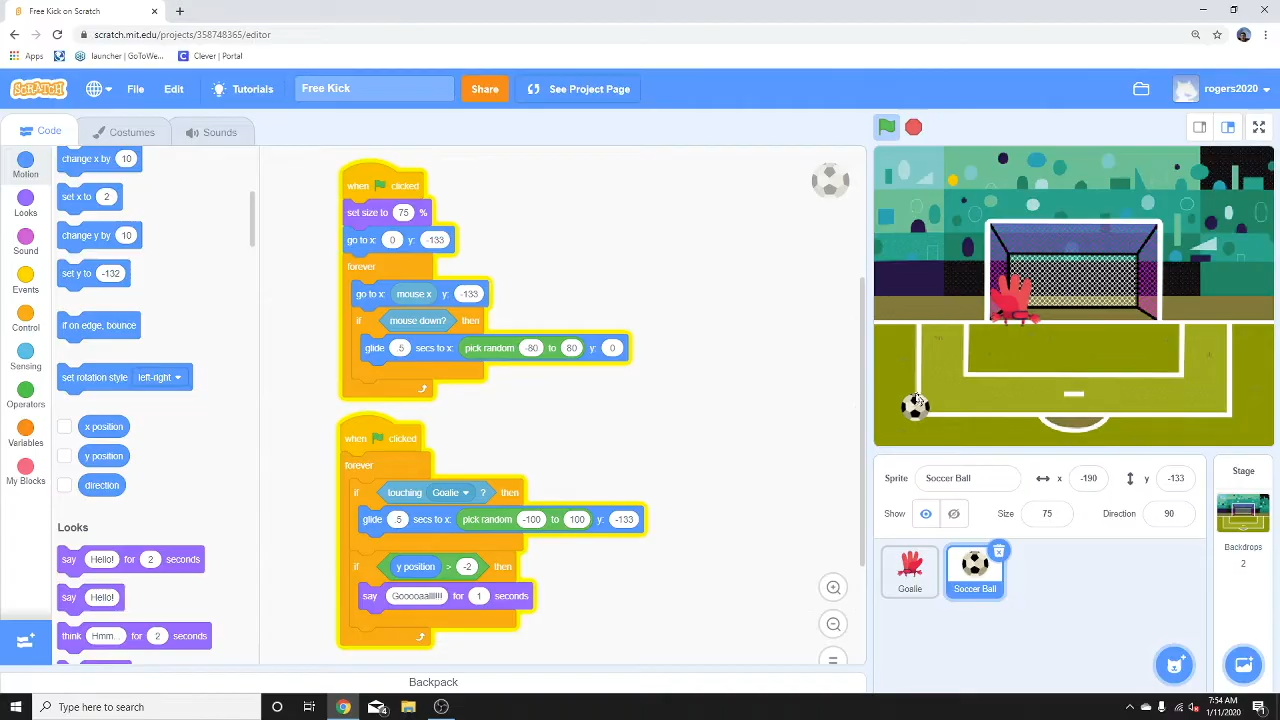 Free Kick on Scratch
scratch.mit.edu/projects/358748365/editor
Apps
launcher | GoToWe...
Clever | Portal
SCRATCH
File
Edit
Tutorials
Free Kick
Share
See Project Page
rogers2020
Code
Costumes
Sounds
Motion
Looks
Sound
Events
Control
Sensing
Operators
Variables
My Blocks
change x by 10
set x to 2
change y by 10
set y to -132
if on edge, bounce
set rotation style left-right
x position
y position
direction
Looks
say Hello! for 2 seconds
say Hello!
think Hmm... for 2 seconds
when clicked
set size to 75 %
go to x: 0 y: -133
forever
go to x: mouse x y: -133
if mouse down? then
glide .5 secs to x: pick random -80 to 80 y: 0
when clicked
forever
if touching Goalie ? then
glide .5 secs to x: pick random -100 to 100 y: -133
if y position > -2 then
say Gooooaalll!!! for 1 seconds
Backpack
Sprite Soccer Ball x -190 y -133
Show Size 75 Direction 90
Goalie
Soccer Ball
Stage
Backdrops
2
Type here to search
4
7:54 AM
1/11/2020